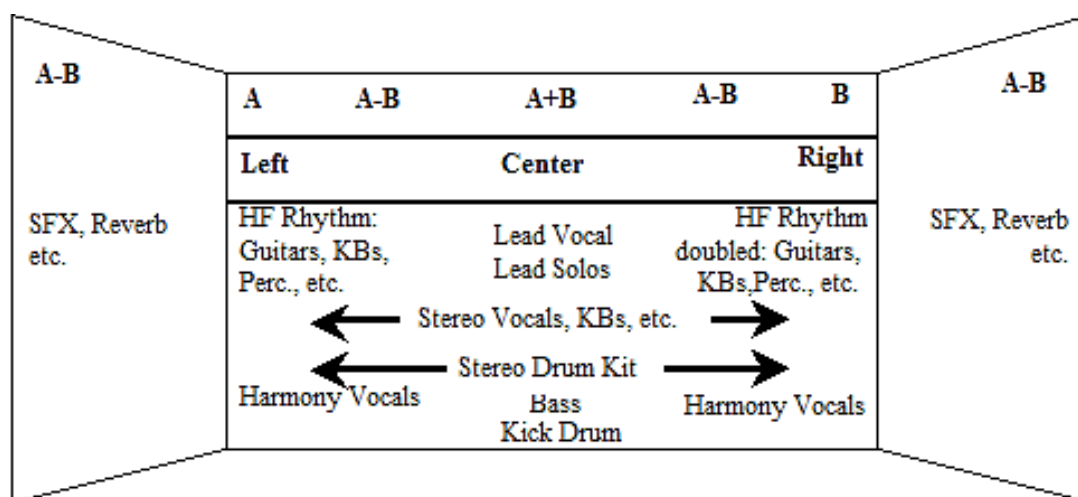 A-B
SFX, Reverb
etc.
A A-B A+B A-B B
Left Center Right
HF Rhythm:
Guitars, KBs,
Perc., etc.
Lead Vocal
Lead Solos
HF Rhythm
doubled: Guitars,
KBs,Perc., etc.
Stereo Vocals, KBs, etc.
Stereo Drum Kit
Harmony Vocals
Bass
Kick Drum
Harmony Vocals
A-B
SFX, Reverb
etc.